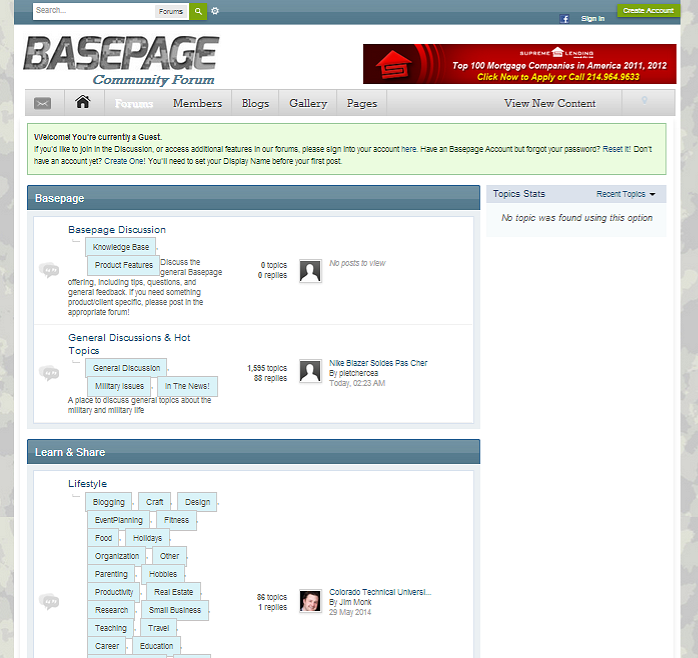 Search...
Forums
Sign In
Create Account
BASEPAGE
Community Forum
SUPREME LENDING
Top 100 Mortgage Companies in America 2011, 2012
Click Now to Apply or Call 214.964.9633
Forums
Members
Blogs
Gallery
Pages
View New Content
Welcome! You're currently a Guest.
If you'd like to join in the Discussion, or access additional features in our forums, please sign into your account here. Have an Basepage Account but forgot your password? Reset it! Don't
have an account yet? Create One! You'll need to set your Display Name before your first post.
Basepage
Basepage Discussion
Knowledge Base ,
Product Features Discuss the
general Basepage
offering, including tips, questions, and
general feedback. If you need something
product/client specific, please post in the
appropriate forum!
0 topics
0 replies
No posts to view
General Discussions & Hot
Topics
General Discussion ,
Military Issues , In The News!
A place to discuss general topics about the
military and military life
1,595 topics
88 replies
Nike Blazer Soldes Pas Cher
By pletchercea
Today, 02:23 AM
Topics Stats
Recent Topics
No topic was found using this option
Learn & Share
Lifestyle
Blogging , Craft , Design ,
EventPlanning , Fitness ,
Food , Holidays ,
Organization , Other ,
Parenting , Hobbies ,
Productivity , Real Estate ,
Research , Small Business ,
Teaching , Travel ,
Career , Education ,
86 topics
1 replies
Colorado Technical Universi...
By Jim Monk
29 May 2014